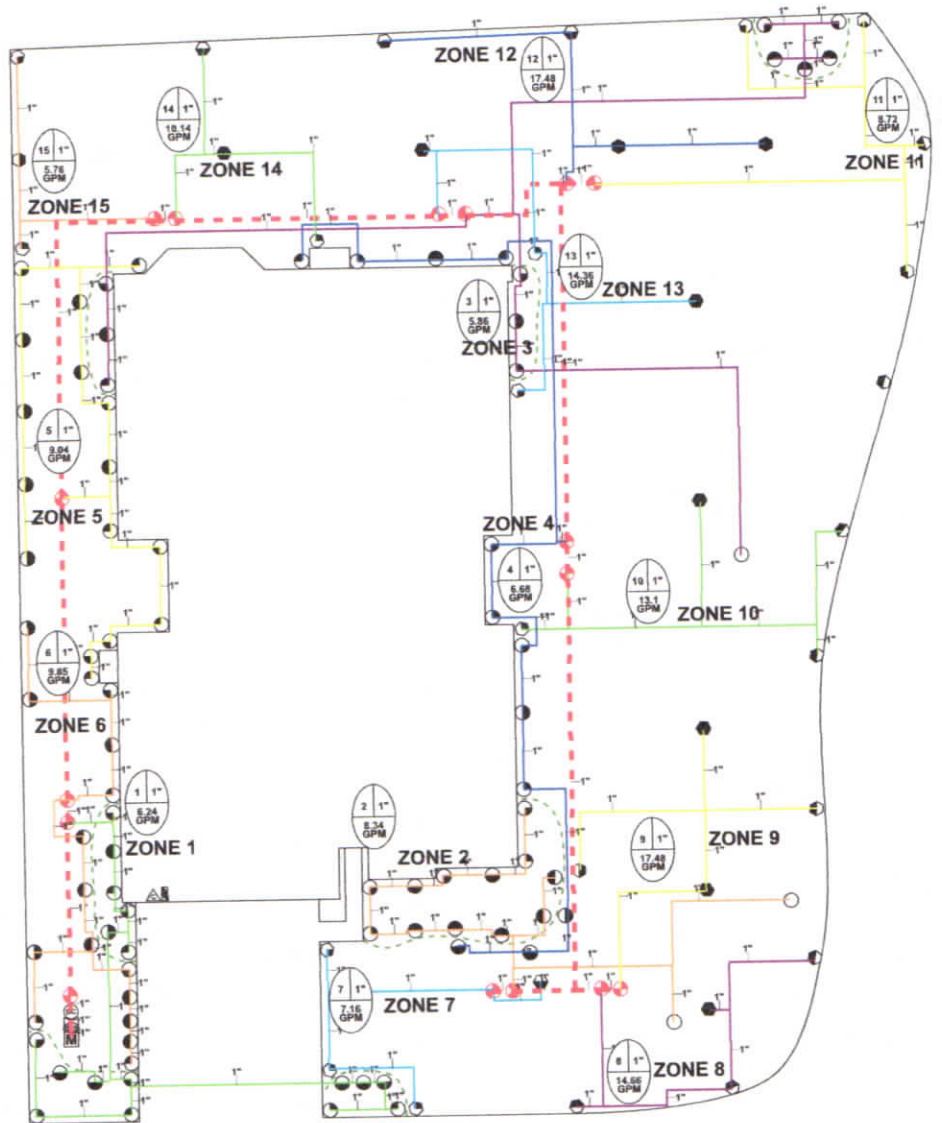 ZONE 12
12 1"
17.48
GPM
14 1"
10.14
GPM
11 1"
8.72
GPM
ZONE 11
15 1"
5.76
GPM
ZONE 14
ZONE 15
13 1"
14.36
GPM
ZONE 13
3 1"
5.86
GPM
ZONE 3
5 1"
9.04
GPM
ZONE 5
ZONE 4
4 1"
6.68
GPM
10 1"
13.1
GPM
ZONE 10
6 1"
9.85
GPM
ZONE 6
1 1"
6.24
GPM
ZONE 1
2 1"
8.34
GPM
ZONE 2
9 1"
17.48
GPM
ZONE 9
7 1"
7.16
GPM
ZONE 7
8 1"
14.66
GPM
ZONE 8
M